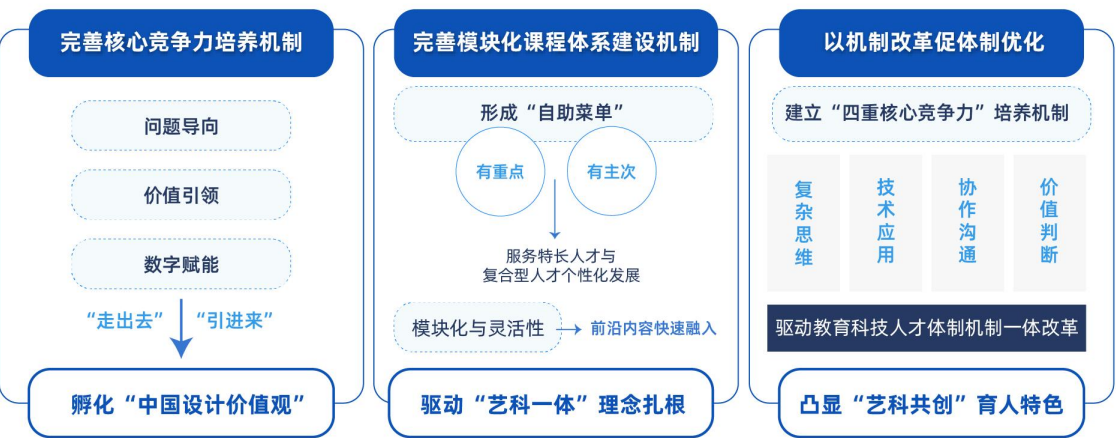 完善核心竞争力培养机制
问题导向
价值引领
数字赋能
“走出去” “引进来”
孵化“中国设计价值观”
完善模块化课程体系建设机制
形成“自助菜单”
有重点 有主次
服务特长人才与
复合型人才个性化发展
模块化与灵活性 前沿内容快速融入
驱动“艺科一体”理念扎根
以机制改革促体制优化
建立“四重核心竞争力”培养机制
复杂思维
技术应用
协作沟通
价值判断
驱动教育科技人才体制机制一体改革
凸显“艺科共创”育人特色